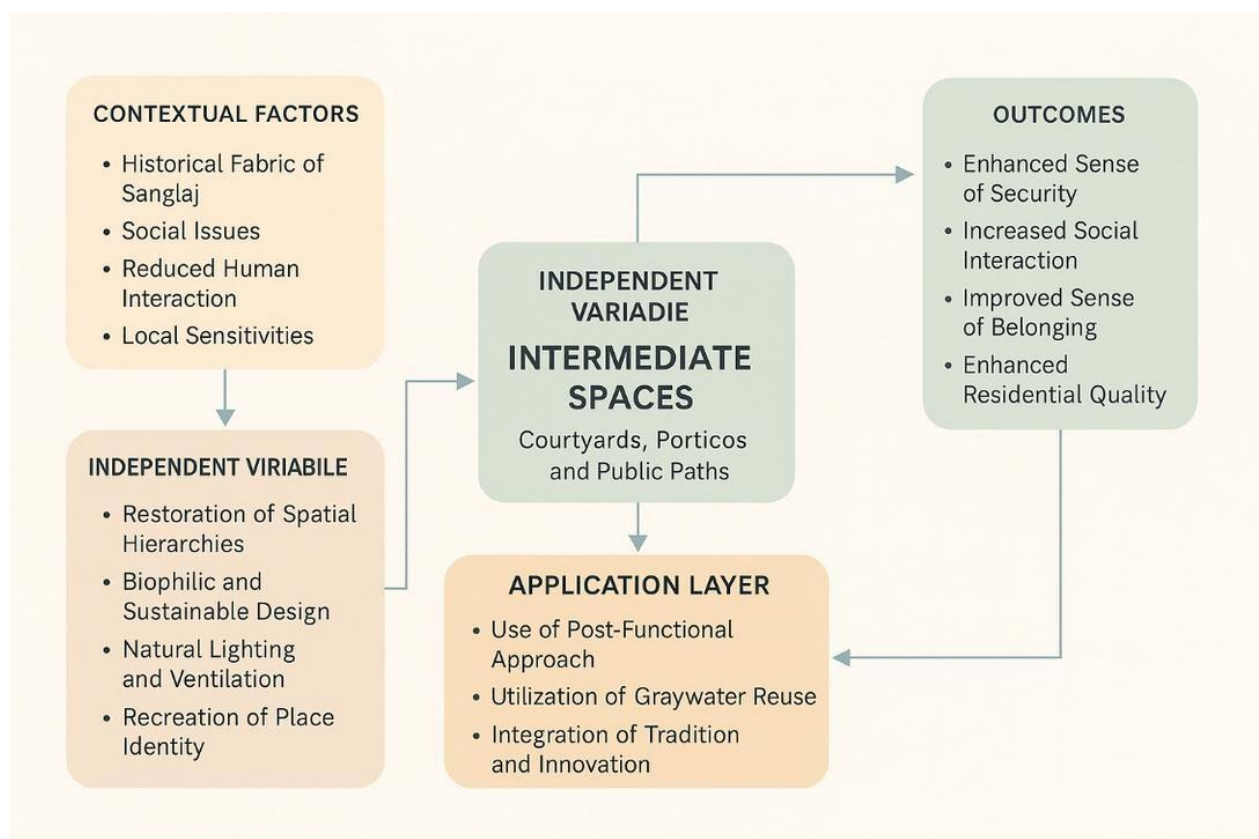 CONTEXTUAL FACTORS
• Historical Fabric of
Sanglaj
• Social Issues
• Reduced Human
Interaction
• Local Sensitivities
INDEPENDENT VIRIABILE
• Restoration of Spatial
Hierarchies
• Biophilic and
Sustainable Design
• Natural Lighting
and Ventilation
• Recreation of Place
Identity
INDEPENDENT
VARIADIE
INTERMEDIATE
SPACES
Courtyards, Porticos
and Public Paths
APPLICATION LAYER
• Use of Post-Functional
Approach
• Utilization of Graywater Reuse
• Integration of Tradition
and Innovation
OUTCOMES
• Enhanced Sense
of Security
• Increased Social
Interaction
• Improved Sense
of Belonging
• Enhanced
Residential Quality